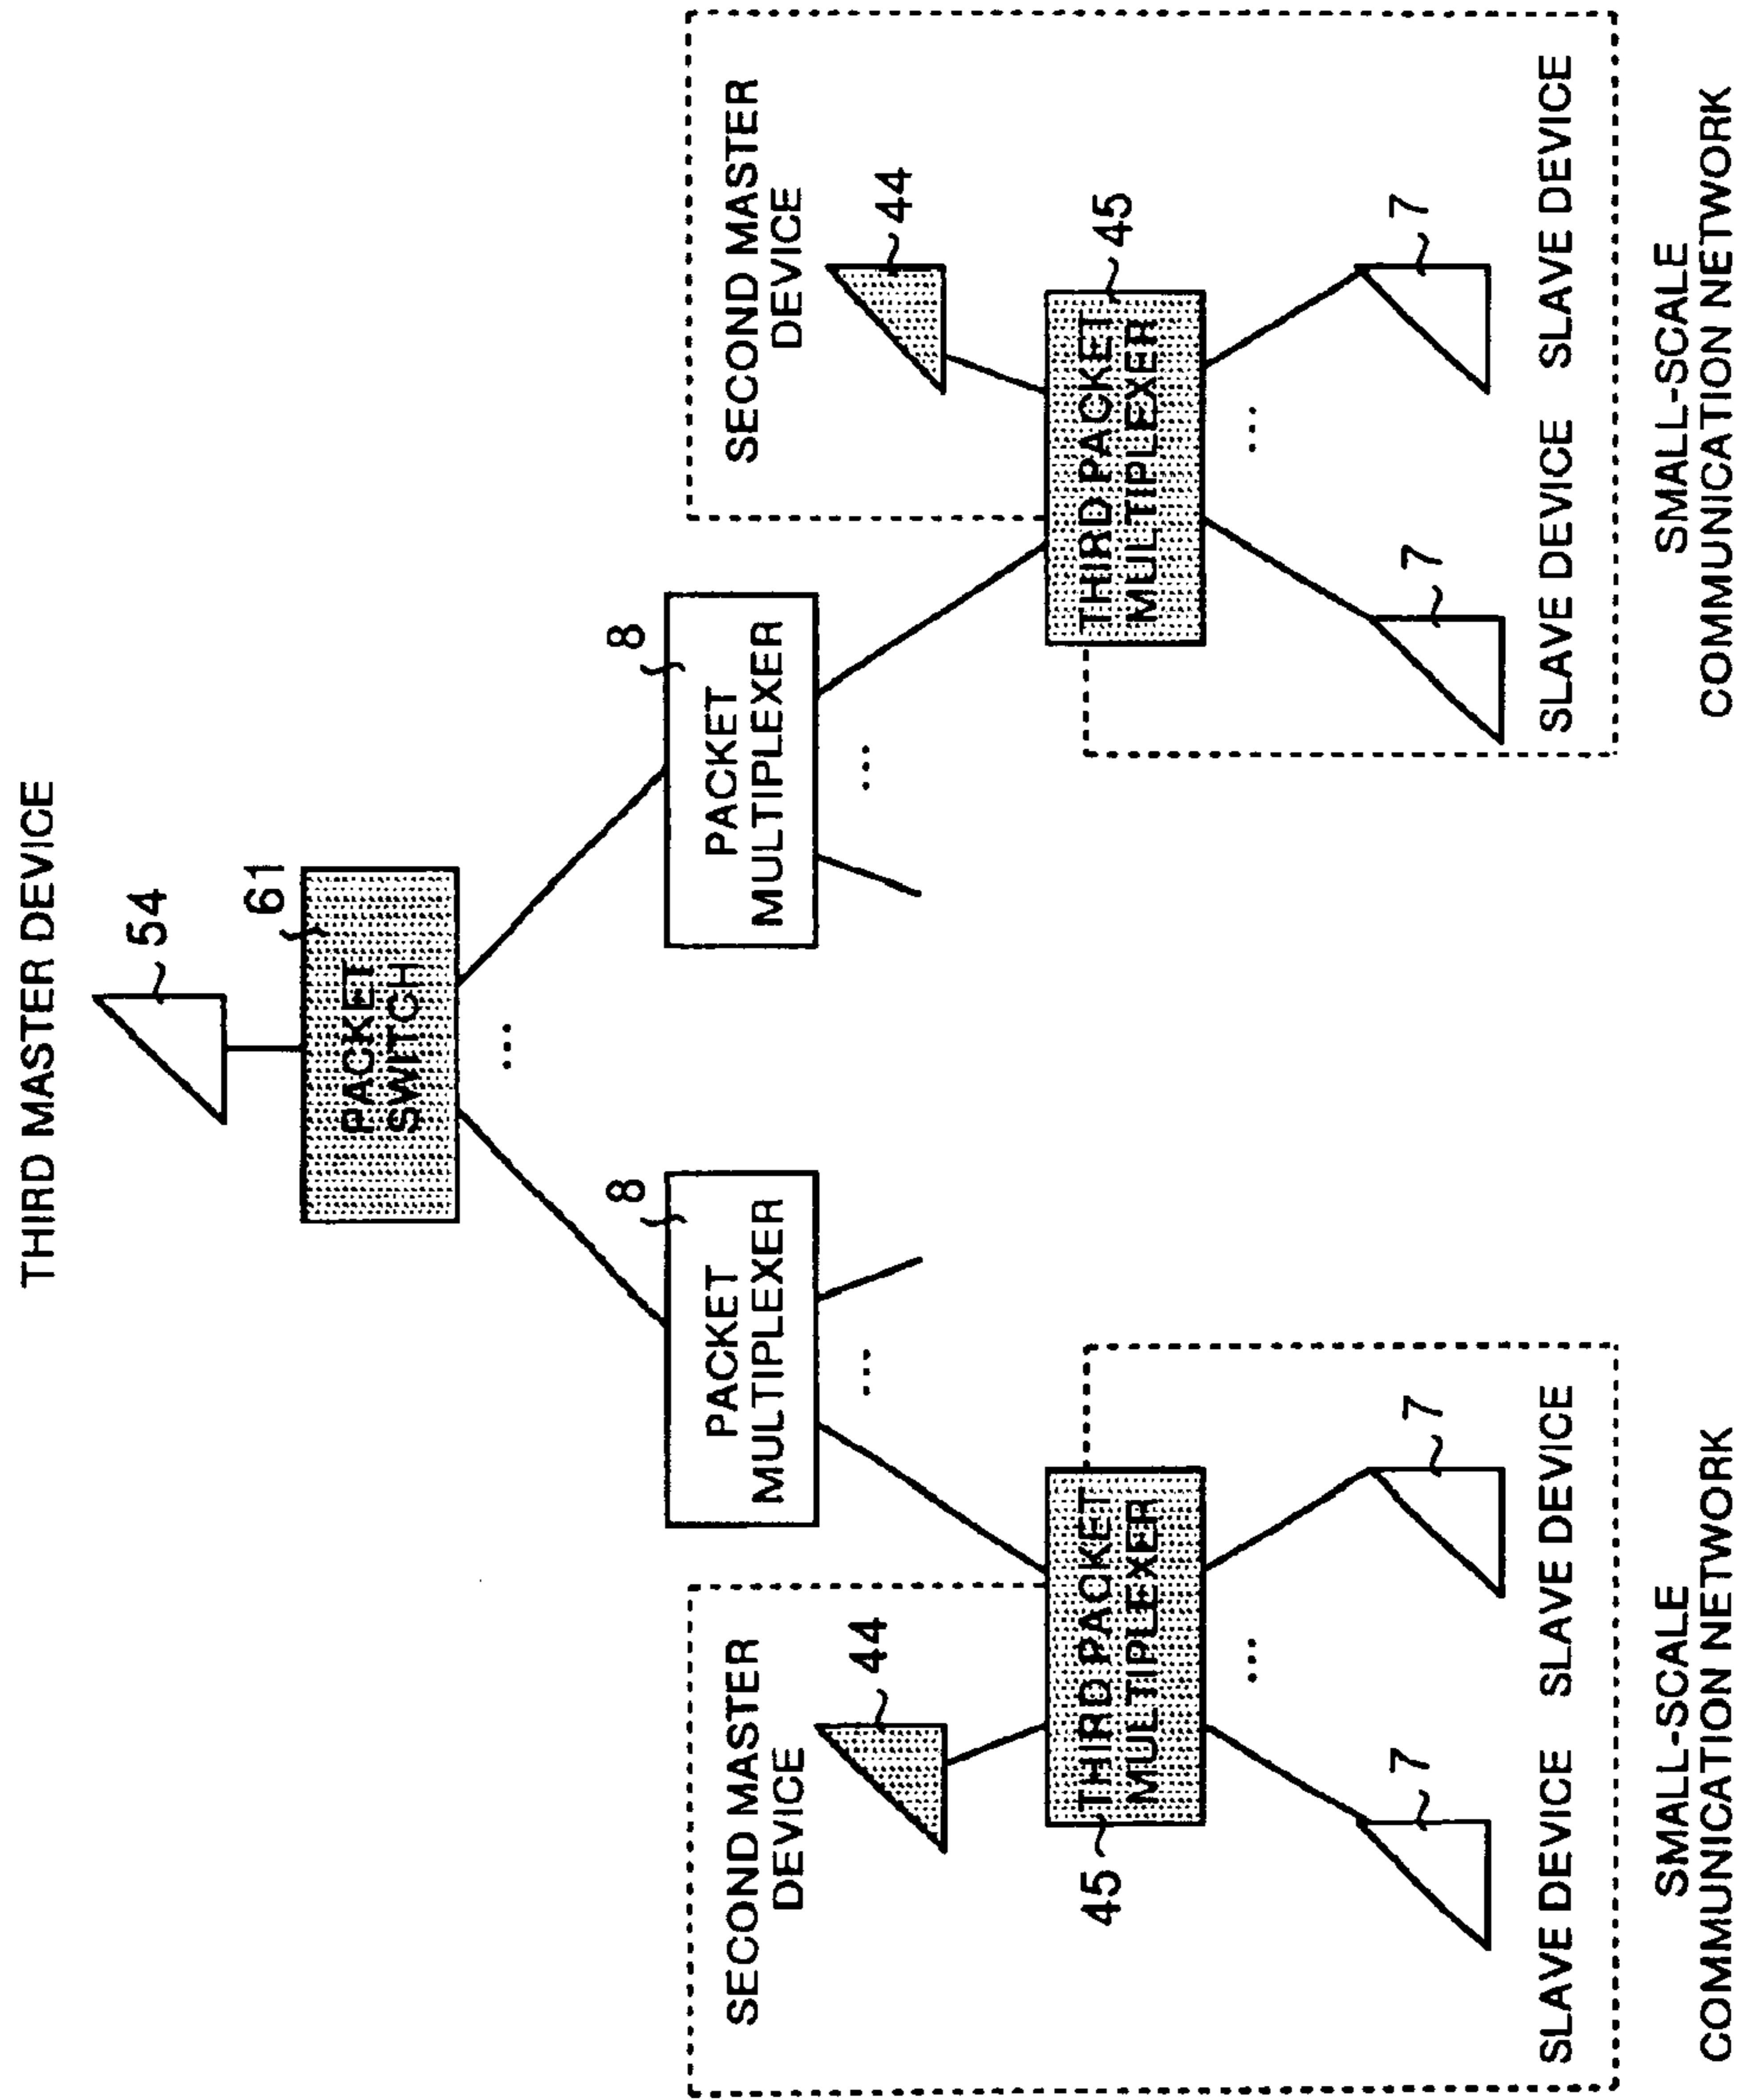 THIRD MASTER DEVICE
54
61
PACKET
SWITCH
...
8
PACKET
MULTIPLEXER
...
8
PACKET
MULTIPLEXER
...
SECOND MASTER
DEVICE
44
45
THIRD PACKET
MULTIPLEXER
...
7
7
SLAVE DEVICE
SLAVE DEVICE
SMALL-SCALE
COMMUNICATION NETWORK
SECOND MASTER
DEVICE
44
45
THIRD PACKET
MULTIPLEXER
...
7
7
SLAVE DEVICE
SLAVE DEVICE
SMALL-SCALE
COMMUNICATION NETWORK